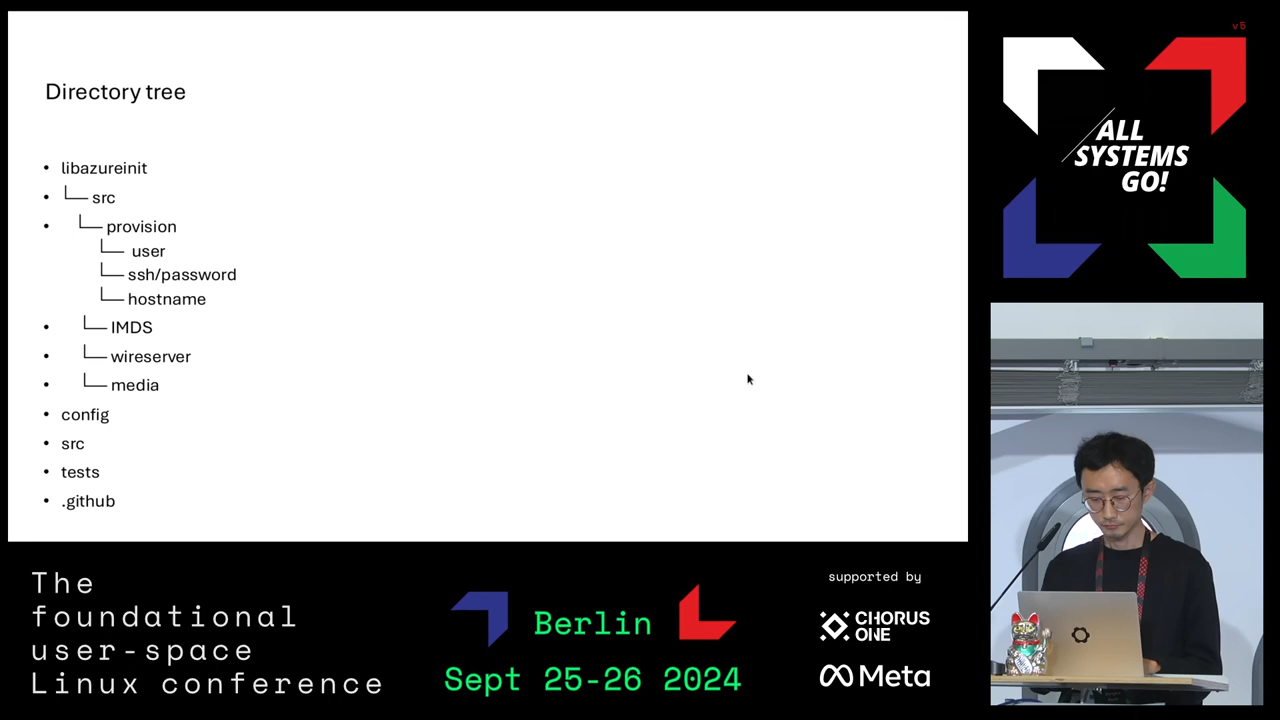 Directory tree
• libazureinit
• └── src
• └── provision
└── user
└── ssh/password
└── hostname
• └── IMDS
• └── wireserver
• └── media
• config
• src
• tests
• .github
v5
ALL
SYSTEMS
GO!
The
foundational
user-space
Linux conference
Berlin
Sept 25-26 2024
supported by
CHORUS
ONE
Meta